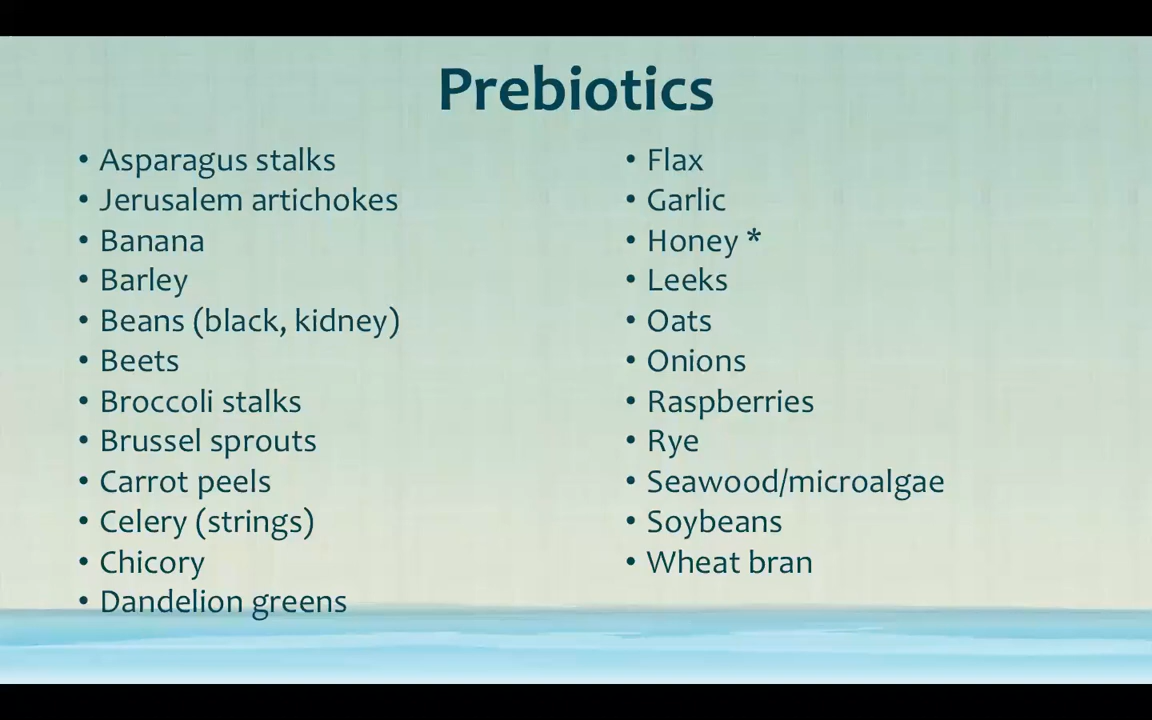 Prebiotics
• Asparagus stalks
• Jerusalem artichokes
• Banana
• Barley
• Beans (black, kidney)
• Beets
• Broccoli stalks
• Brussel sprouts
• Carrot peels
• Celery (strings)
• Chicory
• Dandelion greens
• Flax
• Garlic
• Honey *
• Leeks
• Oats
• Onions
• Raspberries
• Rye
• Seawood/microalgae
• Soybeans
• Wheat bran